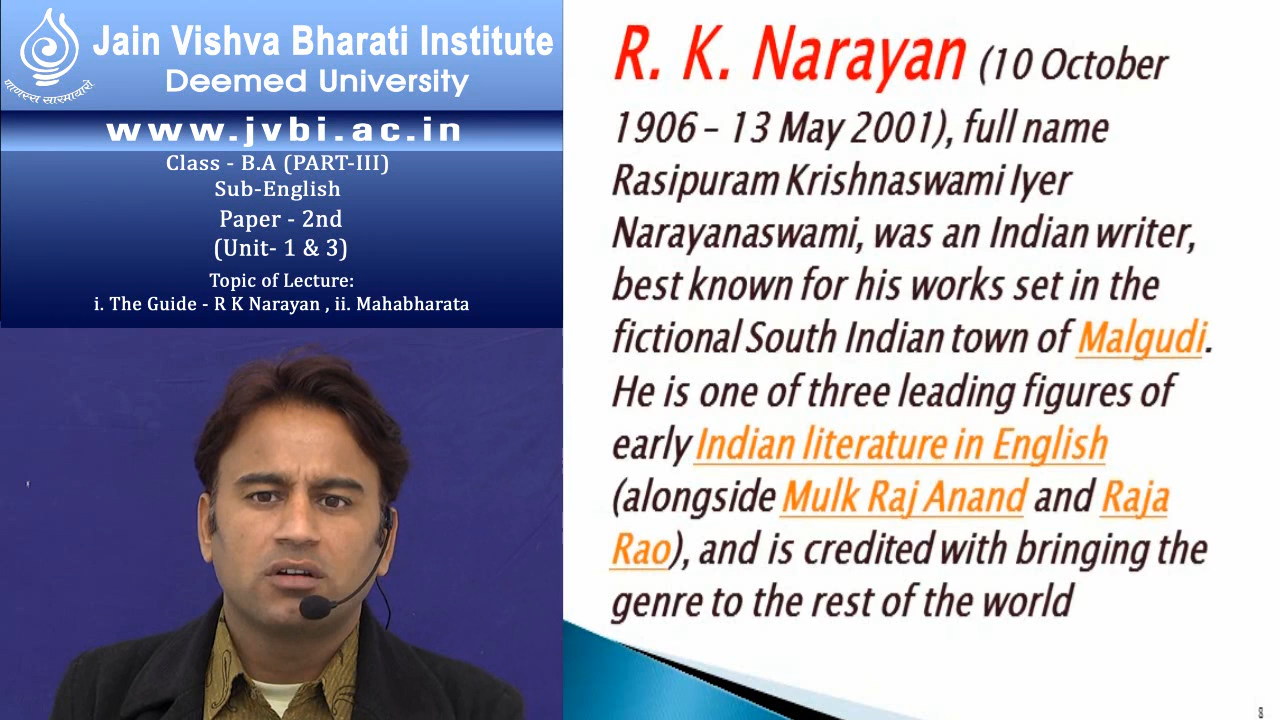 Jain Vishva Bharati Institute
Deemed University
www.jvbi.ac.in
Class - B.A (PART-III)
Sub-English
Paper - 2nd
(Unit- 1 & 3)
Topic of Lecture:
i. The Guide - R K Narayan , ii. Mahabharata
R. K. Narayan (10 October
1906 – 13 May 2001), full name
Rasipuram Krishnaswami Iyer
Narayanaswami, was an Indian writer,
best known for his works set in the
fictional South Indian town of Malgudi.
He is one of three leading figures of
early Indian literature in English
(alongside Mulk Raj Anand and Raja
Rao), and is credited with bringing the
genre to the rest of the world
8